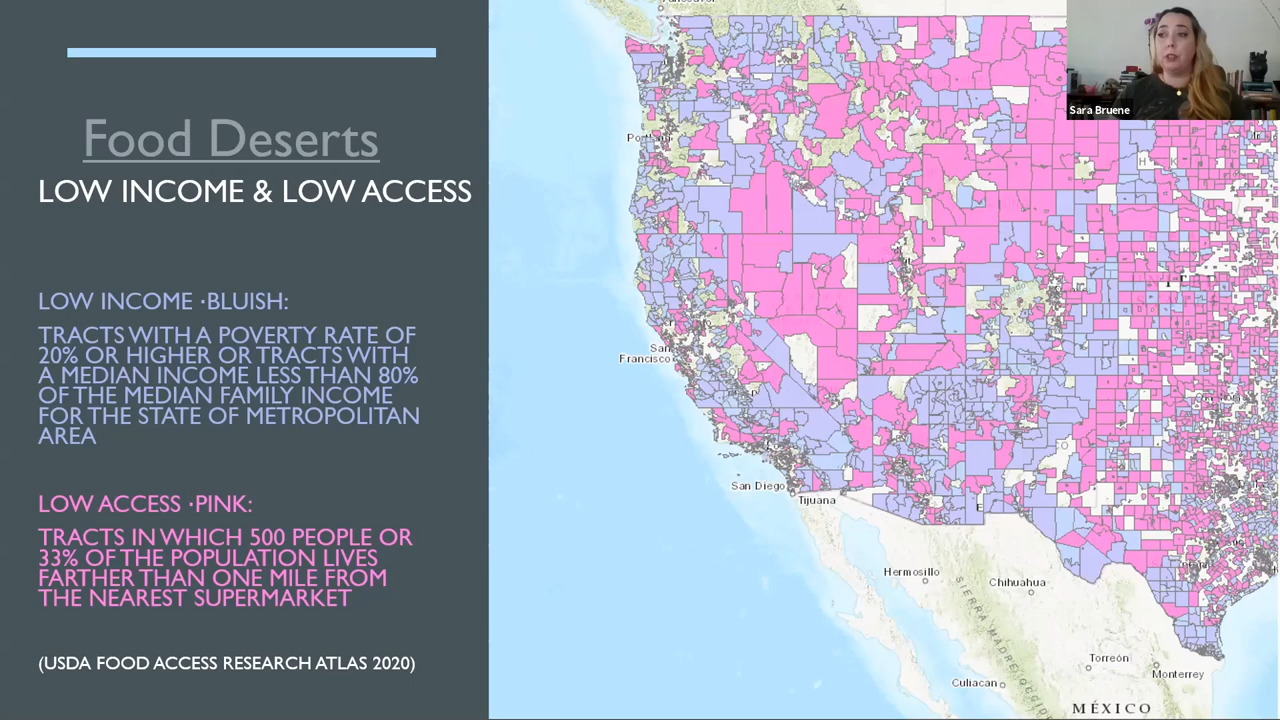 Food Deserts
LOW INCOME & LOW ACCESS
LOW INCOME ·BLUISH:
TRACTS WITH A POVERTY RATE OF
20% OR HIGHER OR TRACTS WITH
A MEDIAN INCOME LESS THAN 80%
OF THE MEDIAN FAMILY INCOME
FOR THE STATE OF METROPOLITAN
AREA
LOW ACCESS ·PINK:
TRACTS IN WHICH 500 PEOPLE OR
33% OF THE POPULATION LIVES
FARTHER THAN ONE MILE FROM
THE NEAREST SUPERMARKET
(USDA FOOD ACCESS RESEARCH ATLAS 2020)
Sara Bruene
San
Francisco
San Diego
Tijuana
Hermosillo
Chihuahua
SIERRA MADRE
Torreón
Monterrey
Culiacan
MÉXICO